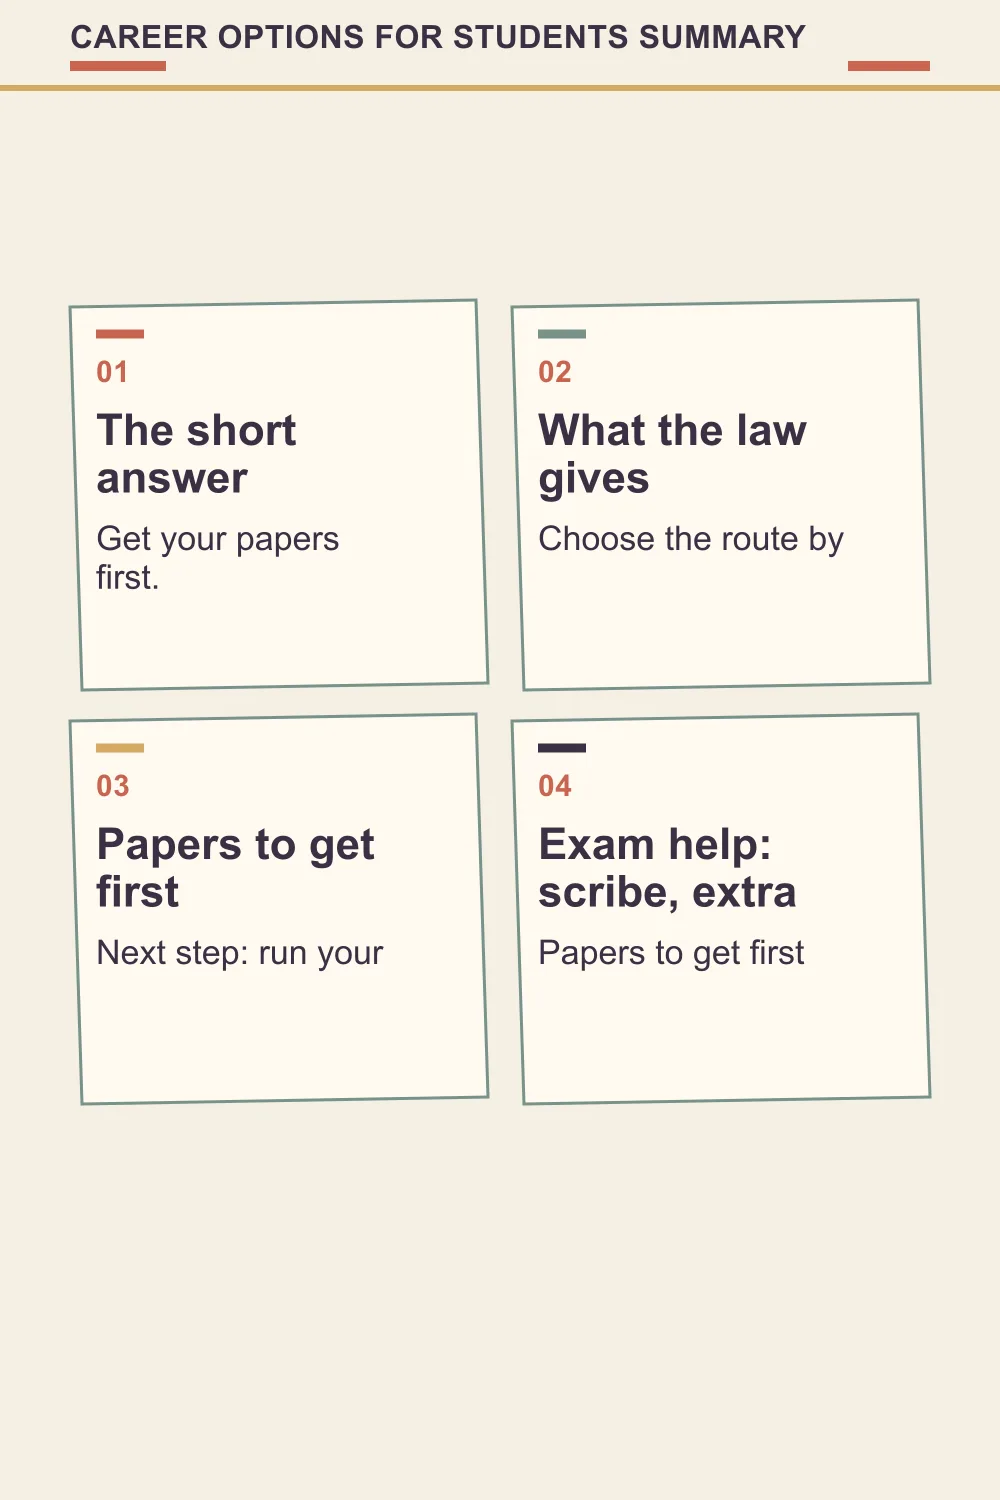 CAREER OPTIONS FOR STUDENTS SUMMARY
01
The short
answer
Get your papers
first.
02
What the law
gives
Choose the route by
03
Papers to get
first
Next step: run your
04
Exam help:
scribe, extra
Papers to get first